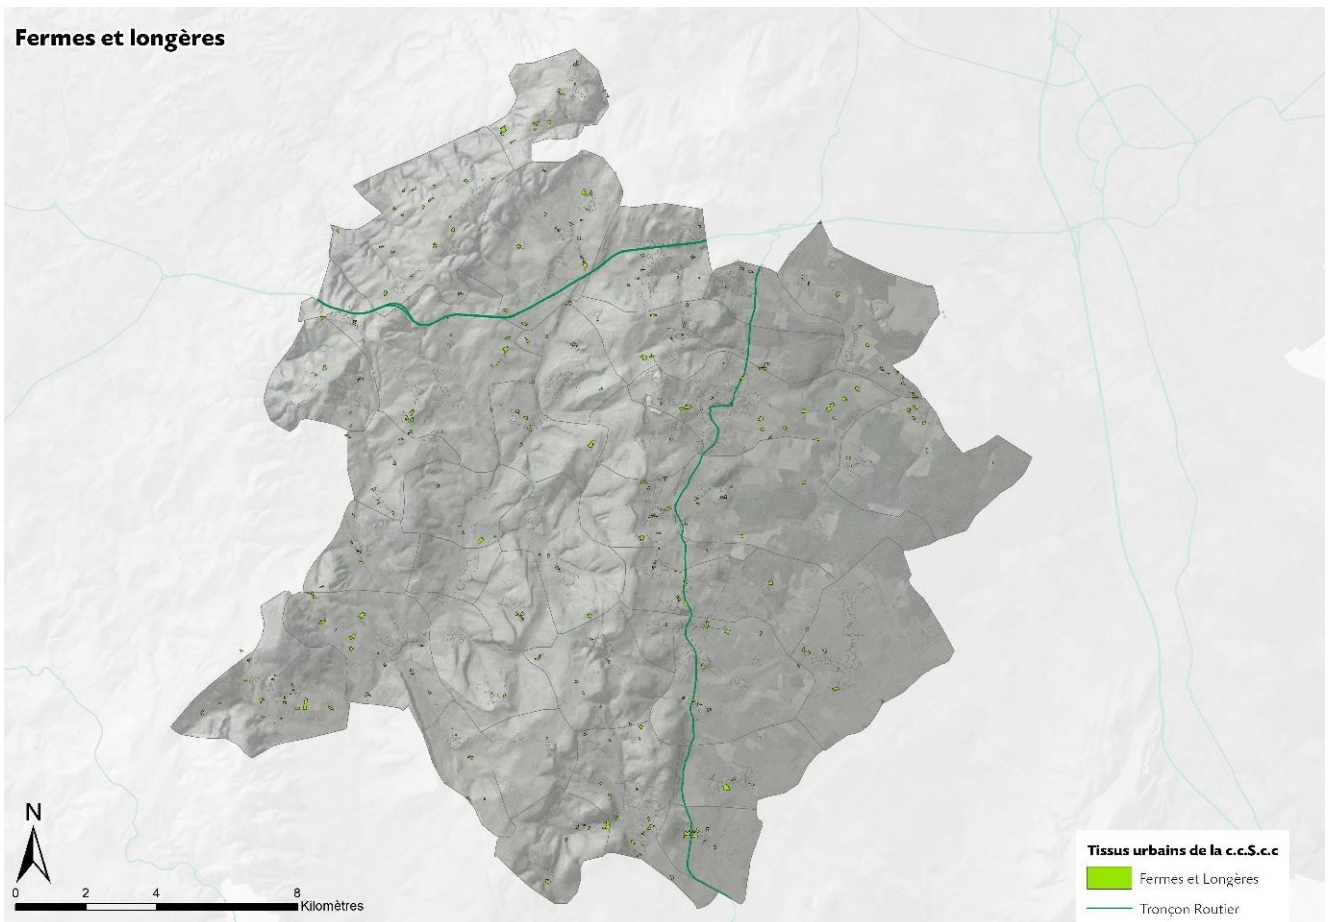 Fermes et longères
N
0 2 4 8
Kilomètres
Tissus urbains de la c.c.S.c.c
Fermes et Longères
Tronçon Routier